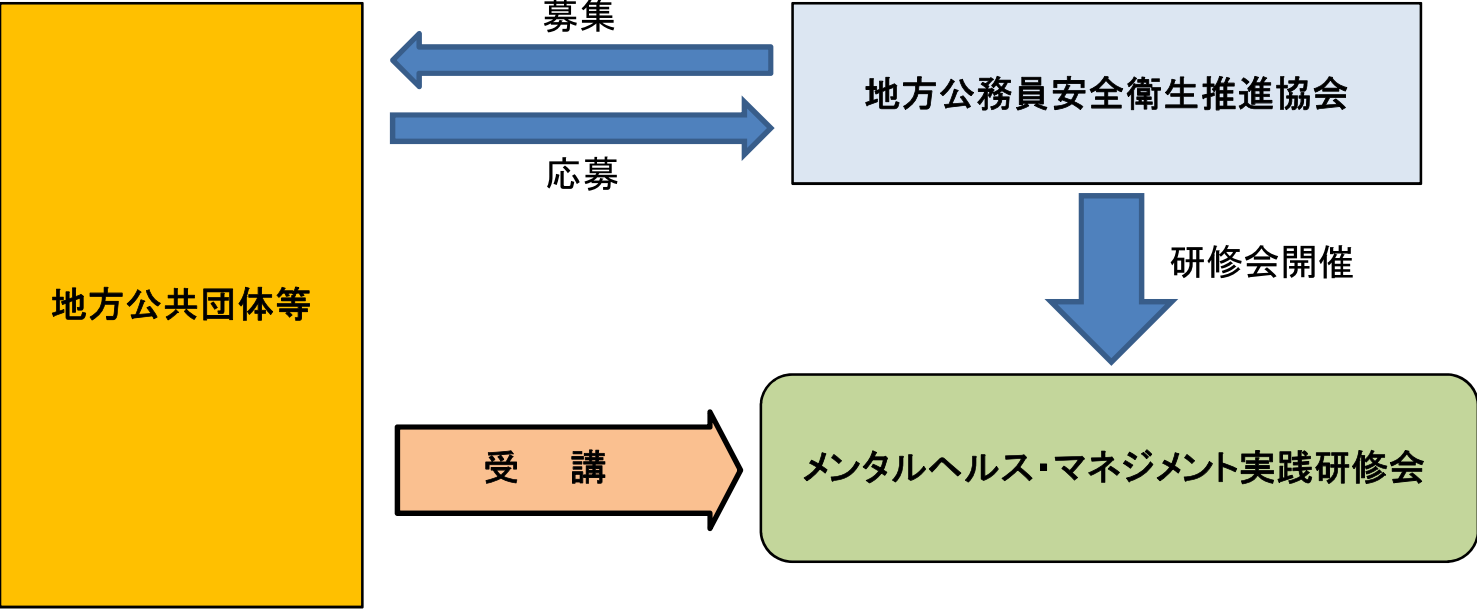 募集
地方公務員安全衛生推進協会
応募
研修会開催
地方公共団体等
受　講
メンタルヘルス・マネジメント実践研修会